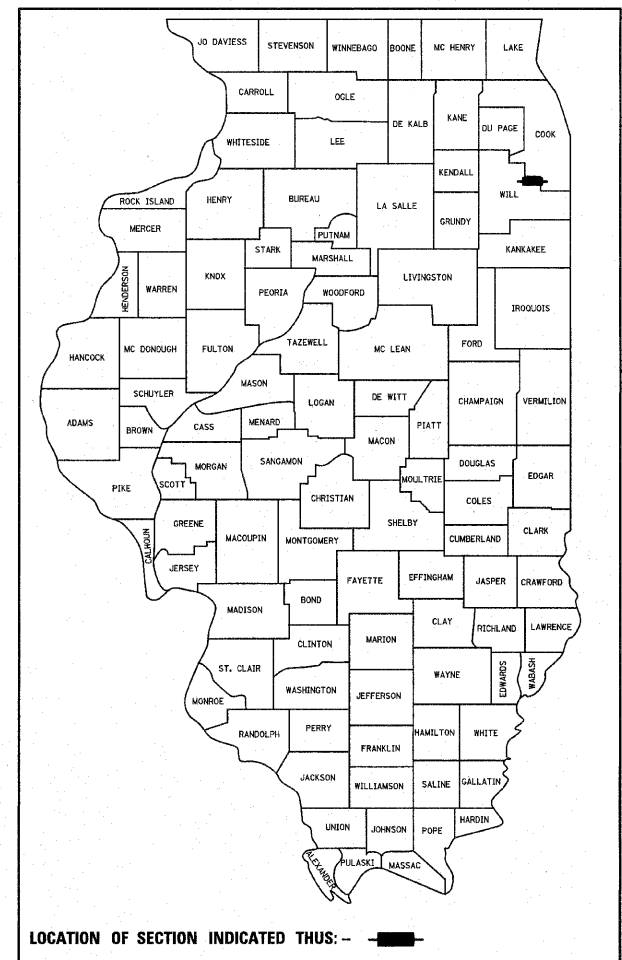 JO DAVIESS
STEVENSON
WINNEBAGO
BOONE
MC HENRY
LAKE
CARROLL
OGLE
DE KALB
KANE
DU PAGE
COOK
WHITESIDE
LEE
KENDALL
WILL
ROCK ISLAND
HENRY
BUREAU
LA SALLE
GRUNDY
MERCER
PUTNAM
KANKAKEE
STARK
MARSHALL
HENDERSON
WARREN
KNOX
PEORIA
WOODFORD
LIVINGSTON
IROQUOIS
TAZEWELL
MC LEAN
FORD
HANCOCK
MC DONOUGH
FULTON
MASON
SCHUYLER
LOGAN
DE WITT
CHAMPAIGN
VERMILION
ADAMS
BROWN
CASS
MENARD
PIATT
MACON
MORGAN
SANGAMON
DOUGLAS
EDGAR
PIKE
SCOTT
CHRISTIAN
MOULTRIE
COLES
GREENE
MACOUPIN
MONTGOMERY
SHELBY
CUMBERLAND
CLARK
CALHOUN
JERSEY
FAYETTE
EFFINGHAM
JASPER
CRAWFORD
MADISON
BOND
CLAY
RICHLAND
LAWRENCE
CLINTON
MARION
ST. CLAIR
WAYNE
EDWARDS
WABASH
WASHINGTON
JEFFERSON
MONROE
RANDOLPH
PERRY
HAMILTON
WHITE
FRANKLIN
JACKSON
WILLIAMSON
SALINE
GALLATIN
UNION
JOHNSON
POPE
HARDIN
ALEXANDER
PULASKI
MASSAC
LOCATION OF SECTION INDICATED THUS: -